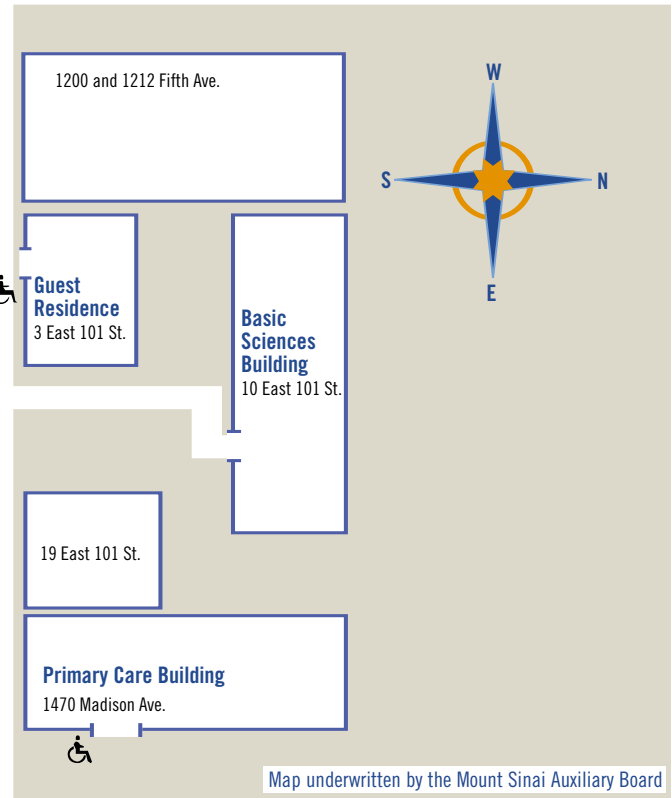 1200 and 1212 Fifth Ave.
W
S
N
E
Guest
Residence
3 East 101 St.
Basic
Sciences
Building
10 East 101 St.
19 East 101 St.
Primary Care Building
1470 Madison Ave.
Map underwritten by the Mount Sinai Auxiliary Board